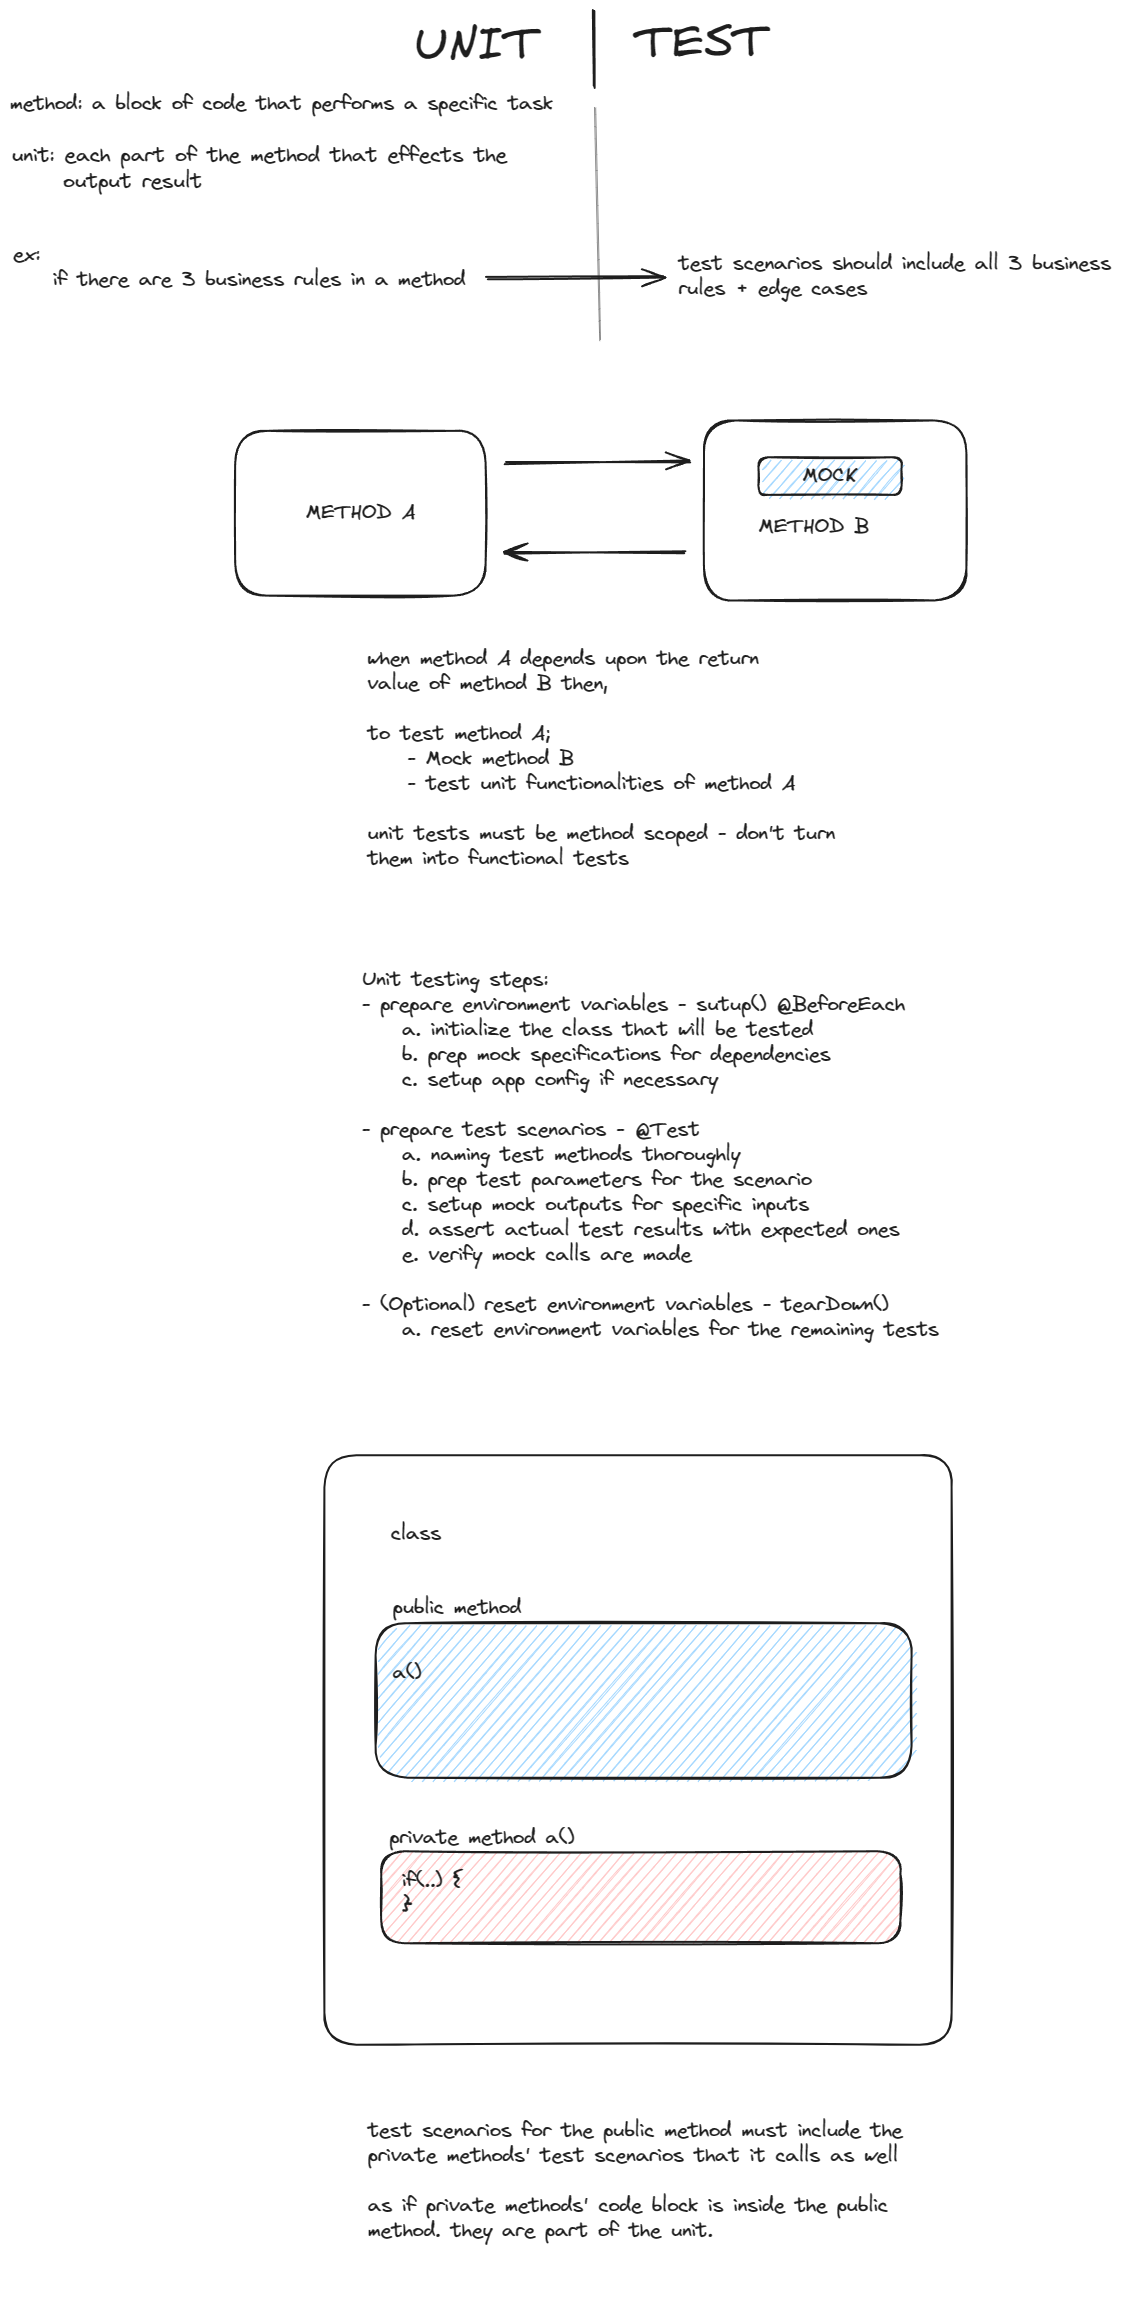 UNIT | TEST
method: a block of code that performs a specific task
unit: each part of the method that effects the
output result
ex:
if there are 3 business rules in a method
test scenarios should include all 3 business
rules + edge cases
METHOD A
MOCK
METHOD B
when method A depends upon the return
value of method B then,
to test method A;
- Mock method B
- test unit functionalities of method A
unit tests must be method scoped - don't turn
them into functional tests
Unit testing steps:
- prepare environment variables - sutup() @BeforeEach
a. initialize the class that will be tested
b. prep mock specifications for dependencies
c. setup app config if necessary
- prepare test scenarios - @Test
a. naming test methods thoroughly
b. prep test parameters for the scenario
c. setup mock outputs for specific inputs
d. assert actual test results with expected ones
e. verify mock calls are made
- (Optional) reset environment variables - tearDown()
a. reset environment variables for the remaining tests
class
public method
a()
private method a()
if(..) {
}
test scenarios for the public method must include the
private methods' test scenarios that it calls as well
as if private methods' code block is inside the public
method. they are part of the unit.